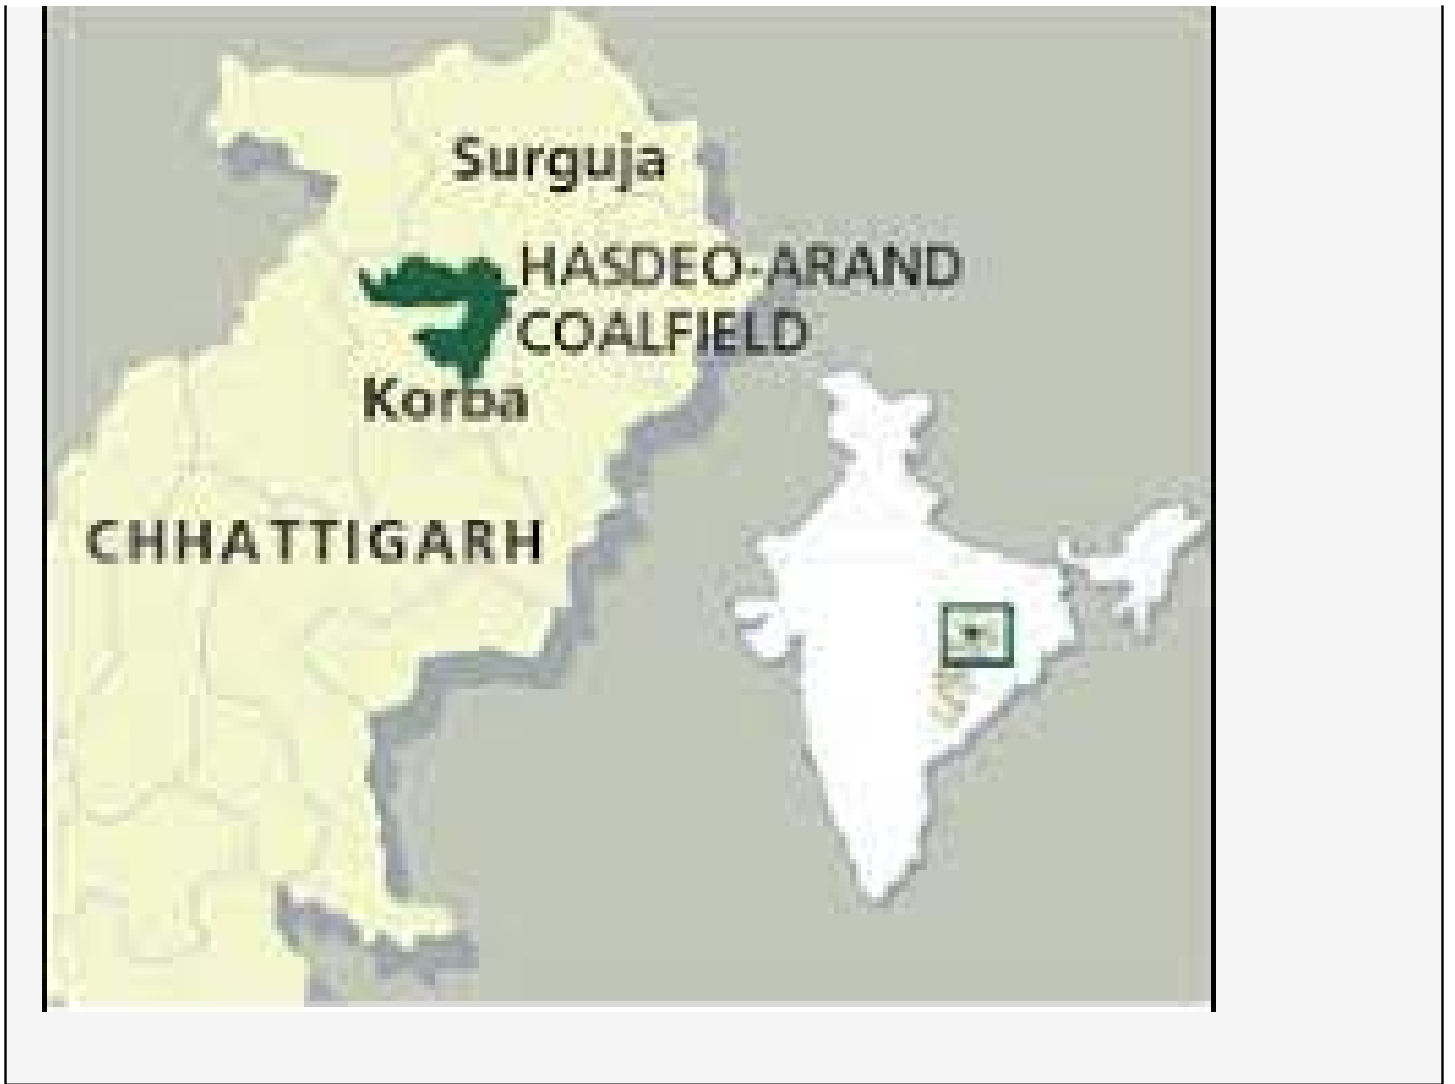 Surguja
HASDEO-ARAND
COALFIELD
Korba
CHHATTIGARH